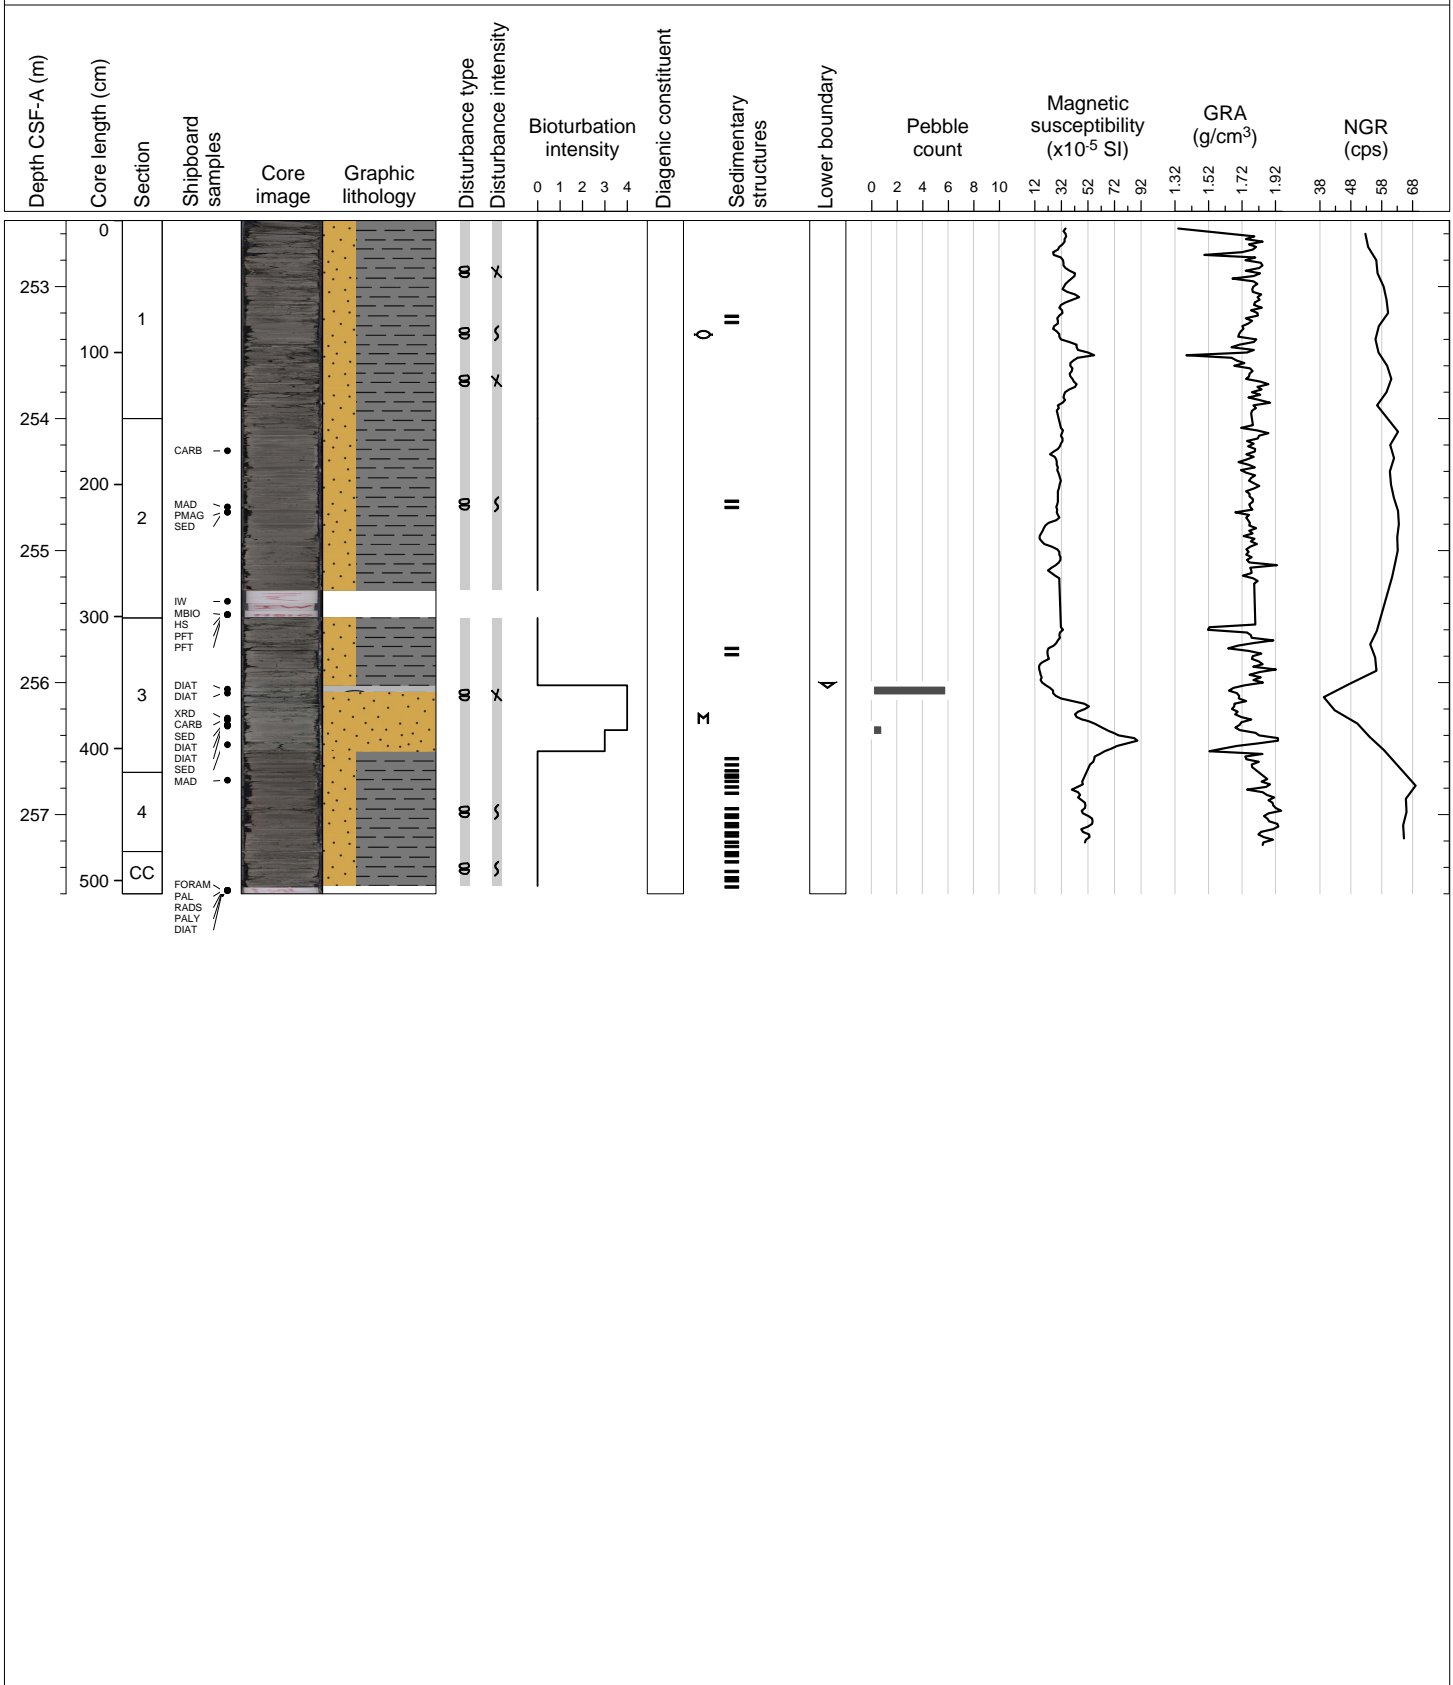 Depth CSF-A (m)
Core length (cm)
Section
Shipboard
samples
Core
image
Graphic
lithology
Disturbance type
Disturbance intensity
Bioturbation
intensity
0 1 2 3 4
Diagenic constituent
Sedimentary
structures
Lower boundary
Pebble
count
0 2 4 6 8 10
Magnetic
susceptibility
(x10-5 SI)
12 32 52 72 92
GRA
(g/cm3)
1.32 1.52 1.72 1.92
NGR
(cps)
38 48 58 68
0
253
1
100
254
CARB
200
MAD
2
PMAG
SED
255
IW
300
MBIO
HS
PFT
PFT
256
DIAT
DIAT
3
XRD
M
CARB
SED
400
DIAT
DIAT
SED
MAD
257
4
CC
500
FORAM
PAL
RADS
PALY
DIAT